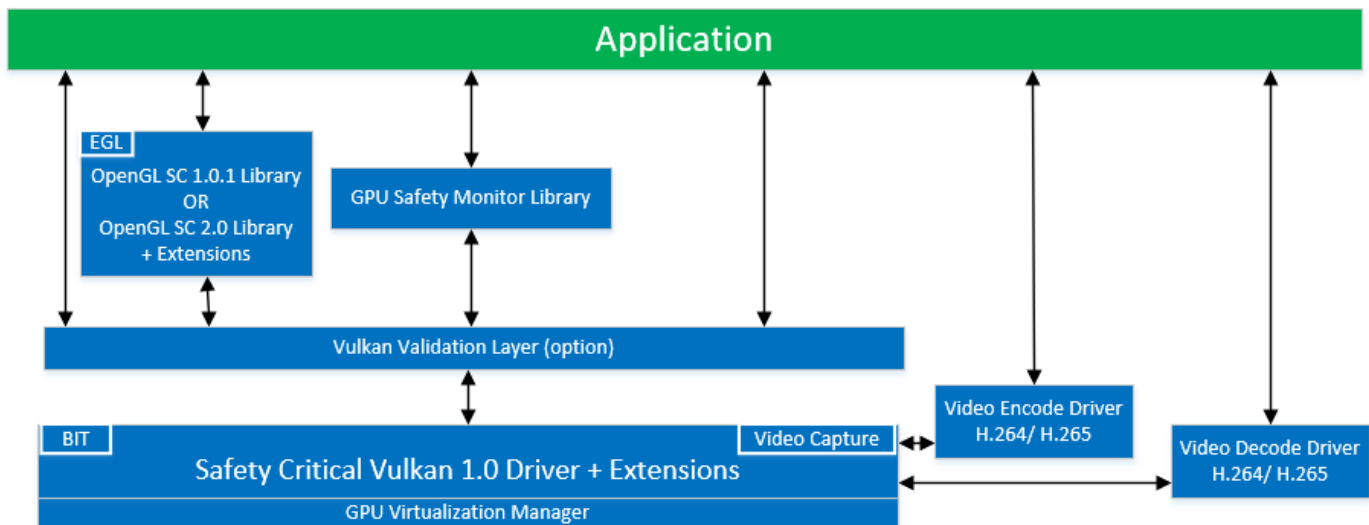 Application
EGL
OpenGL SC 1.0.1 Library
OR
OpenGL SC 2.0 Library
+ Extensions
GPU Safety Monitor Library
Vulkan Validation Layer (option)
Video Encode Driver
H.264/ H.265
BIT
Video Capture
Safety Critical Vulkan 1.0 Driver + Extensions
Video Decode Driver
H.264/ H.265
GPU Virtualization Manager